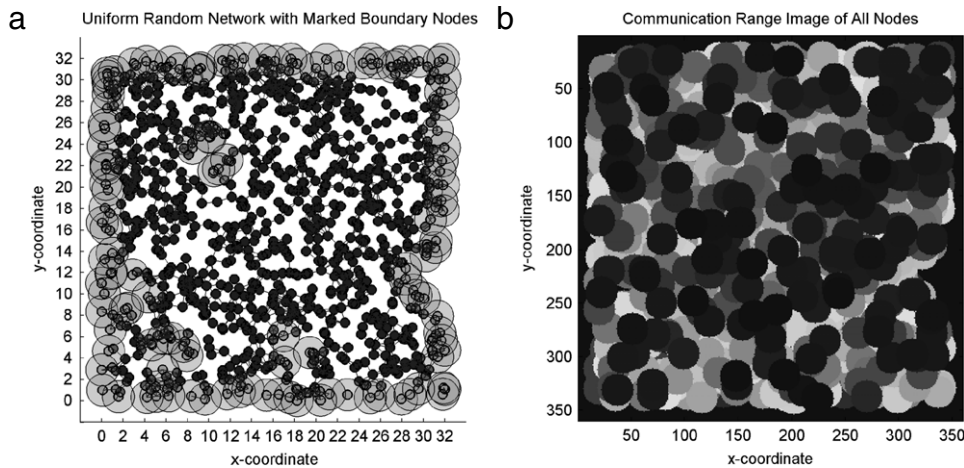 a
Uniform Random Network with Marked Boundary Nodes
y-coordinate
32
30
28
26
24
22
20
18
16
14
12
10
8
6
4
2
0
0 2 4 6 8 10 12 14 16 18 20 22 24 26 28 30 32
x-coordinate
b
Communication Range Image of All Nodes
y-coordinate
50
100
150
200
250
300
350
50 100 150 200 250 300 350
x-coordinate